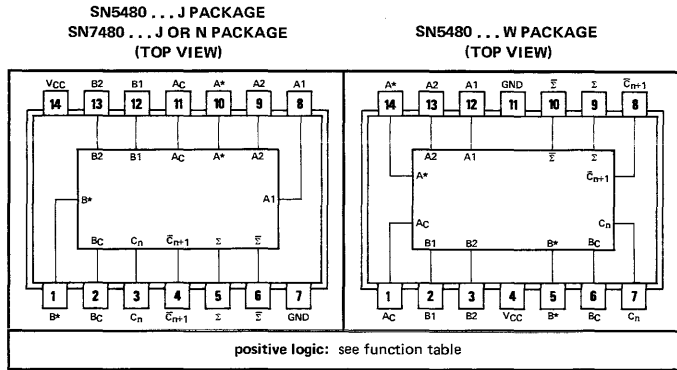 SN5480 . . . J PACKAGE
SN7480 . . . J OR N PACKAGE
(TOP VIEW)
VCC B2 B1 AC A* A2 A1
14 13 12 11 10 9 8
B2 B1 AC A* A2
B* A1
BC Cn C̅n+1 Σ Σ̅
1 2 3 4 5 6 7
B* BC Cn C̅n+1 Σ Σ̅ GND
SN5480 . . . W PACKAGE
(TOP VIEW)
A* A2 A1 GND Σ̅ Σ C̅n+1
14 13 12 11 10 9 8
A2 A1 Σ̅ Σ
A* C̅n+1
AC Cn
B1 B2 B* BC
1 2 3 4 5 6 7
AC B1 B2 VCC B* BC Cn
positive logic: see function table